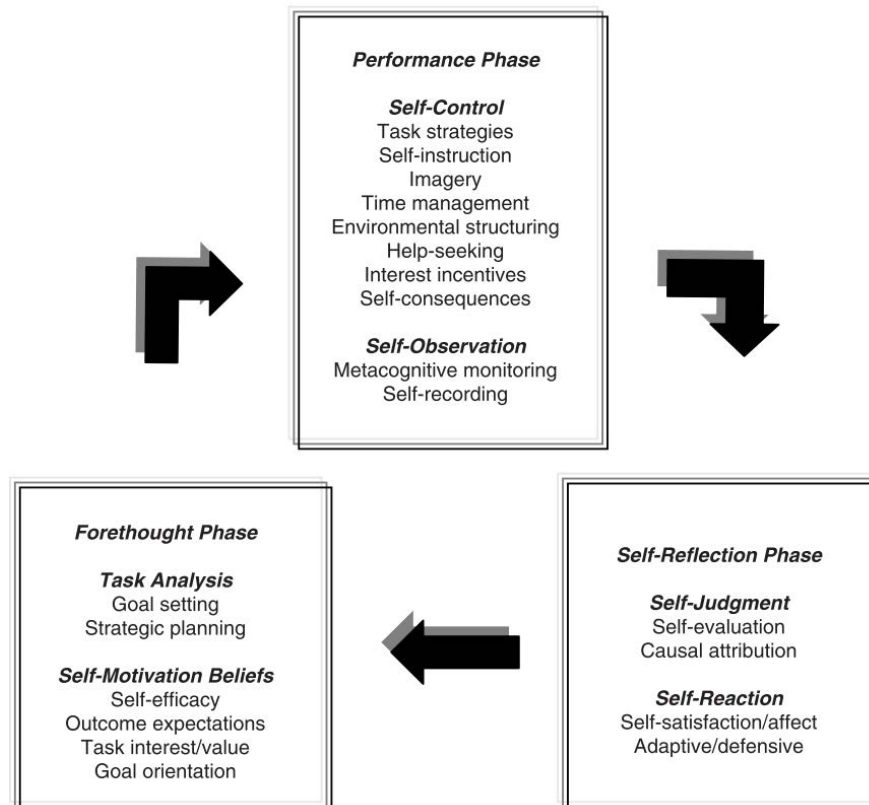 Performance Phase
Self-Control
Task strategies
Self-instruction
Imagery
Time management
Environmental structuring
Help-seeking
Interest incentives
Self-consequences
Self-Observation
Metacognitive monitoring
Self-recording
Forethought Phase
Task Analysis
Goal setting
Strategic planning
Self-Motivation Beliefs
Self-efficacy
Outcome expectations
Task interest/value
Goal orientation
Self-Reflection Phase
Self-Judgment
Self-evaluation
Causal attribution
Self-Reaction
Self-satisfaction/affect
Adaptive/defensive